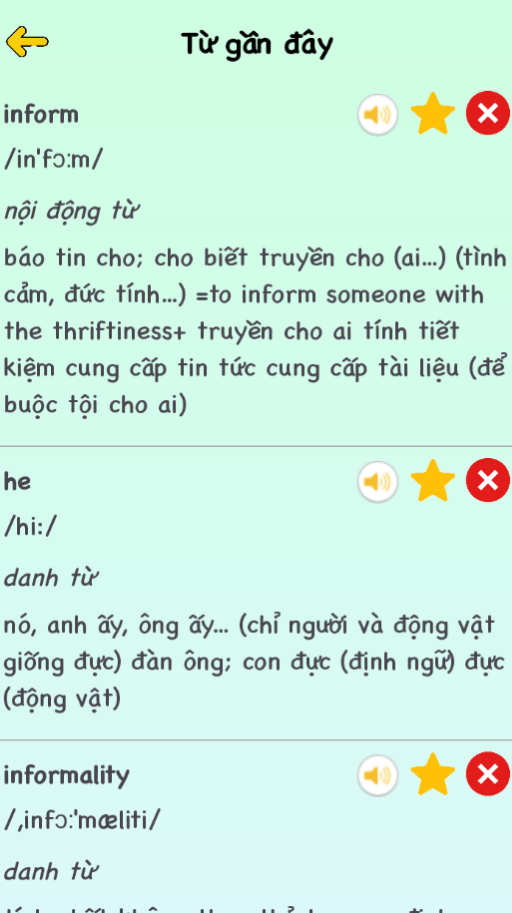 Từ gần đây
inform
/in'fɔ:m/
nội động từ
báo tin cho; cho biết truyền cho (ai...) (tình
cảm, đức tính...) =to inform someone with
the thriftiness+ truyền cho ai tính tiết
kiệm cung cấp tin tức cung cấp tài liệu (để
buộc tội cho ai)
he
/hi:/
danh từ
nó, anh ấy, ông ấy... (chỉ người và động vật
giống đực) đàn ông; con đực (định ngữ) đực
(động vật)
informality
/,infɔ:'mæliti/
danh từ